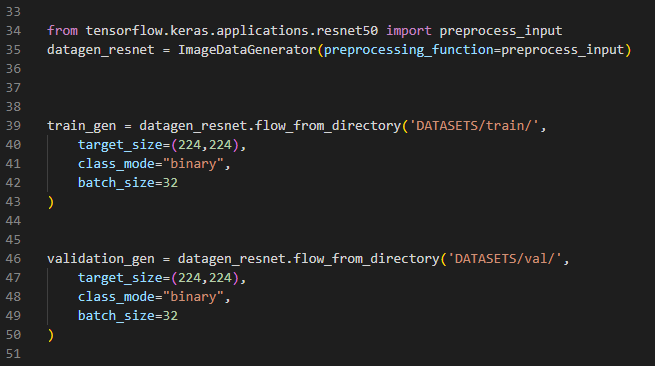 33
34 from tensorflow.keras.applications.resnet50 import preprocess_input
35 datagen_resnet = ImageDataGenerator(preprocessing_function=preprocess_input)
36
37
38
39 train_gen = datagen_resnet.flow_from_directory('DATASETS/train/',
40     target_size=(224,224),
41     class_mode="binary",
42     batch_size=32
43 )
44
45
46 validation_gen = datagen_resnet.flow_from_directory('DATASETS/val/',
47     target_size=(224,224),
48     class_mode="binary",
49     batch_size=32
50 )
51